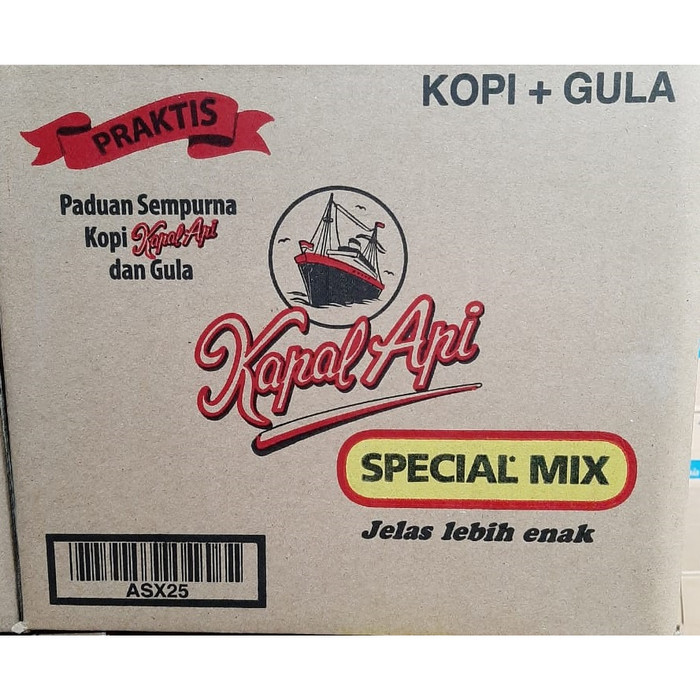 KOPI + GULA
PRAKTIS
Paduan Sempurna
Kopi Kapal Api
dan Gula
Kapal Api
SPECIAL MIX
Jelas lebih enak
ASX25